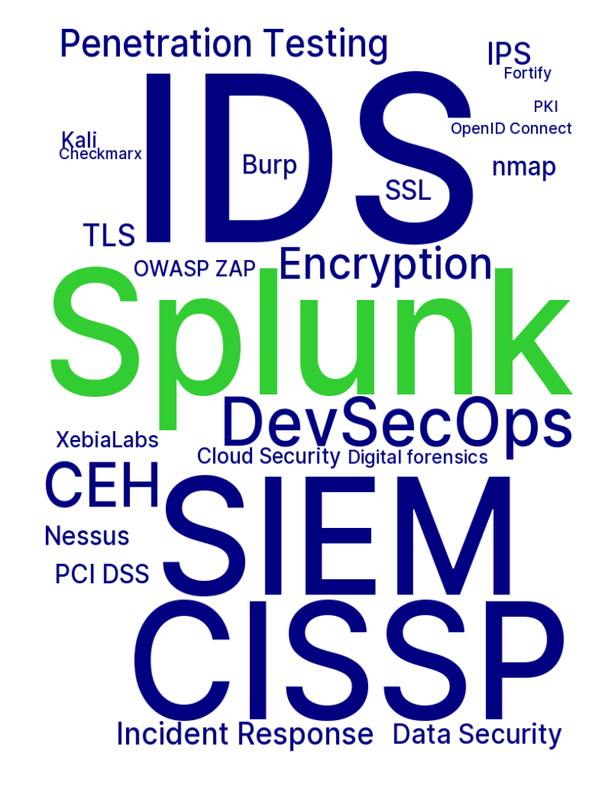 Penetration Testing
IPS
Fortify
IDS
PKI
OpenID Connect
Kali
Checkmarx
Burp
nmap
SSL
TLS
OWASP ZAP
Encryption
Splunk
DevSecOps
XebiaLabs
Cloud Security
Digital forensics
CEH
SIEM
Nessus
PCI DSS
CISSP
Incident Response
Data Security